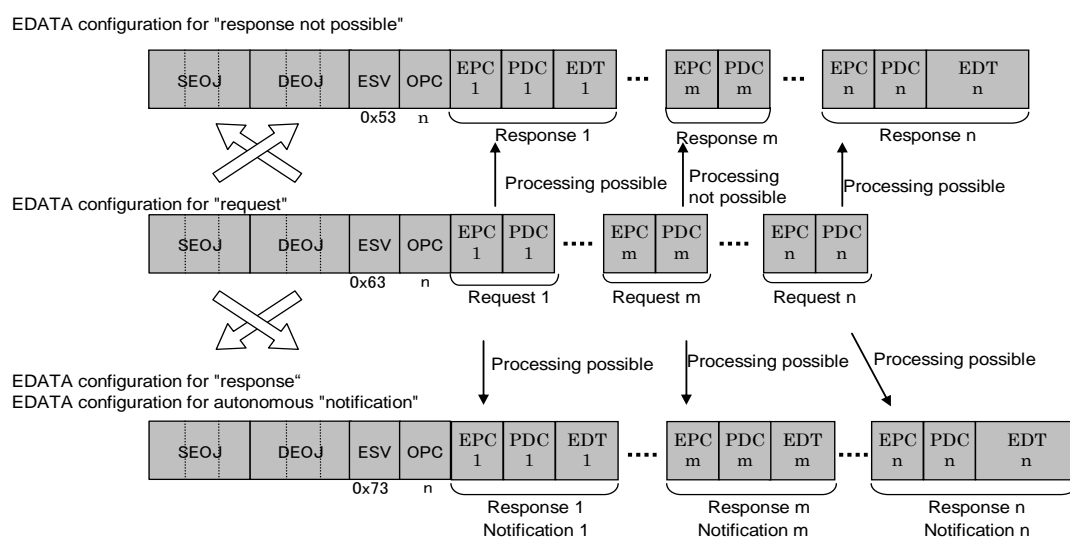 EDATA configuration for "response not possible"
SEOJ DEOJ ESV OPC EPC 1 PDC 1 EDT 1 ... EPC m PDC m ... EPC n PDC n EDT n
0x53 n
Response 1 Response m Response n
Processing possible Processing not possible Processing possible
EDATA configuration for "request"
SEOJ DEOJ ESV OPC EPC 1 PDC 1 .... EPC m PDC m .... EPC n PDC n
0x63 n
Request 1 Request m Request n
Processing possible Processing possible Processing possible
EDATA configuration for "response“
EDATA configuration for autonomous "notification"
SEOJ DEOJ ESV OPC EPC 1 PDC 1 EDT 1 .... EPC m PDC m EDT m .... EPC n PDC n EDT n
0x73 n
Response 1 Response m Response n
Notification 1 Notification m Notification n